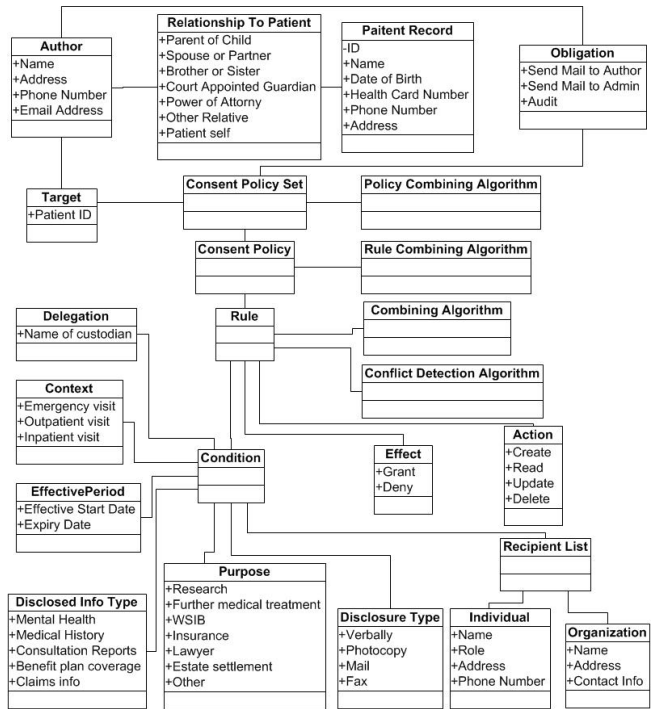 Author
+Name
+Address
+Phone Number
+Email Address
Relationship To Patient
+Parent of Child
+Spouse or Partner
+Brother or Sister
+Court Appointed Guardian
+Power of Attorny
+Other Relative
+Patient self
Paitent Record
-ID
+Name
+Date of Birth
+Health Card Number
+Phone Number
+Address
Obligation
+Send Mail to Author
+Send Mail to Admin
+Audit
Target
+Patient ID
Consent Policy Set
Policy Combining Algorithm
Consent Policy
Rule Combining Algorithm
Delegation
+Name of custodian
Rule
Combining Algorithm
Conflict Detection Algorithm
Context
+Emergency visit
+Outpatient visit
+Inpatient visit
Condition
Effect
+Grant
+Deny
Action
+Create
+Read
+Update
+Delete
EffectivePeriod
+Effective Start Date
+Expiry Date
Recipient List
Disclosed Info Type
+Mental Health
+Medical History
+Consultation Reports
+Benefit plan coverage
+Claims info
Purpose
+Research
+Further medical treatment
+WSIB
+Insurance
+Lawyer
+Estate settlement
+Other
Disclosure Type
+Verbally
+Photocopy
+Mail
+Fax
Individual
+Name
+Role
+Address
+Phone Number
Organization
+Name
+Address
+Contact Info